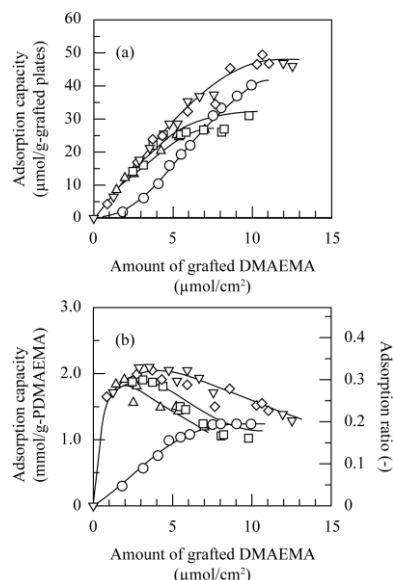 60
50
40
30
20
10
0
(a)
Adsorption capacity
(µmol/g-grafted plates)
0 5 10 15
Amount of grafted DMAEMA
(µmol/cm²)
3.0
2.0
1.0
0
(b)
Adsorption capacity
(mmol/g-PDMAEMA)
0.4
0.3
0.2
0.1
0
Adsorption ratio (-)
0 5 10 15
Amount of grafted DMAEMA
(µmol/cm²)